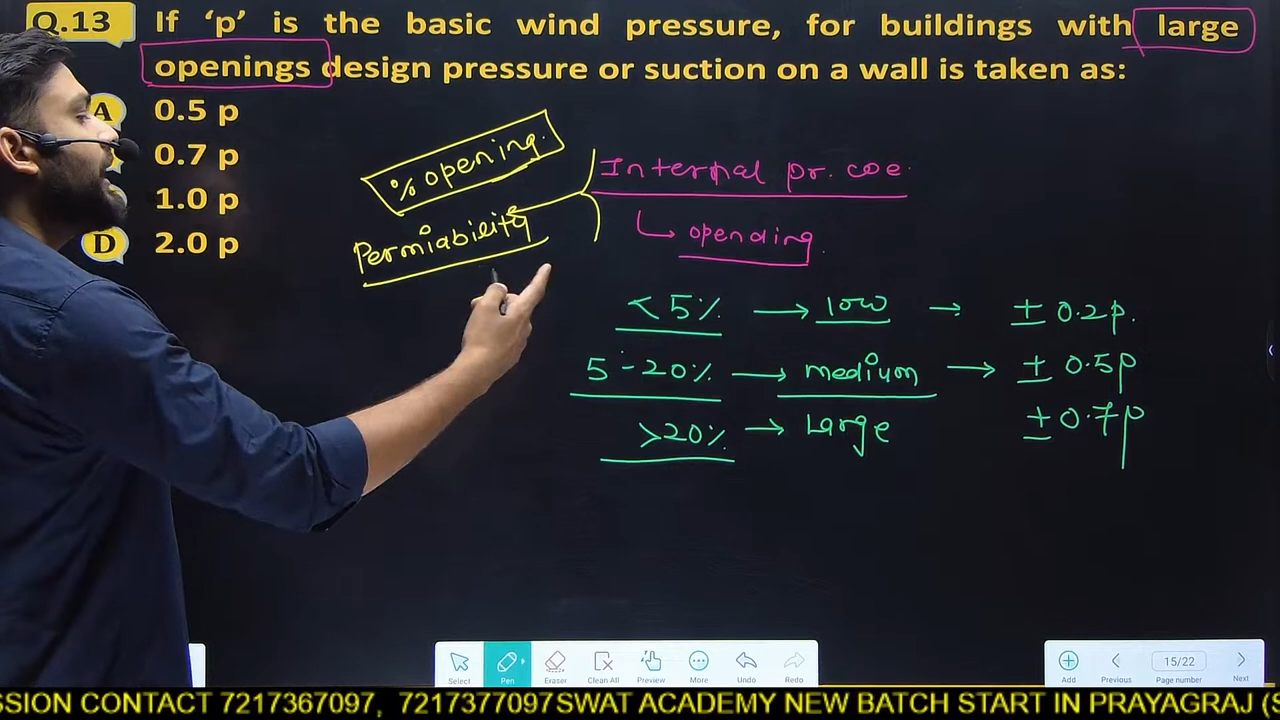 Q.13 If ‘p’ is the basic wind pressure, for buildings with large
openings design pressure or suction on a wall is taken as:
A 0.5 p
0.7 p
1.0 p
D 2.0 p
% opening
Permiability
Internal pr. coe.
opending
< 5% → low → ± 0.2p.
5-20% → medium → ± 0.5p
>20% → Large ± 0.7p
Select Pen Eraser Clean All Preview More Undo Redo
Add Previous 15/22 Page number Next
SSION CONTACT 7217367097, 7217377097 SWAT ACADEMY NEW BATCH START IN PRAYAGRAJ (S